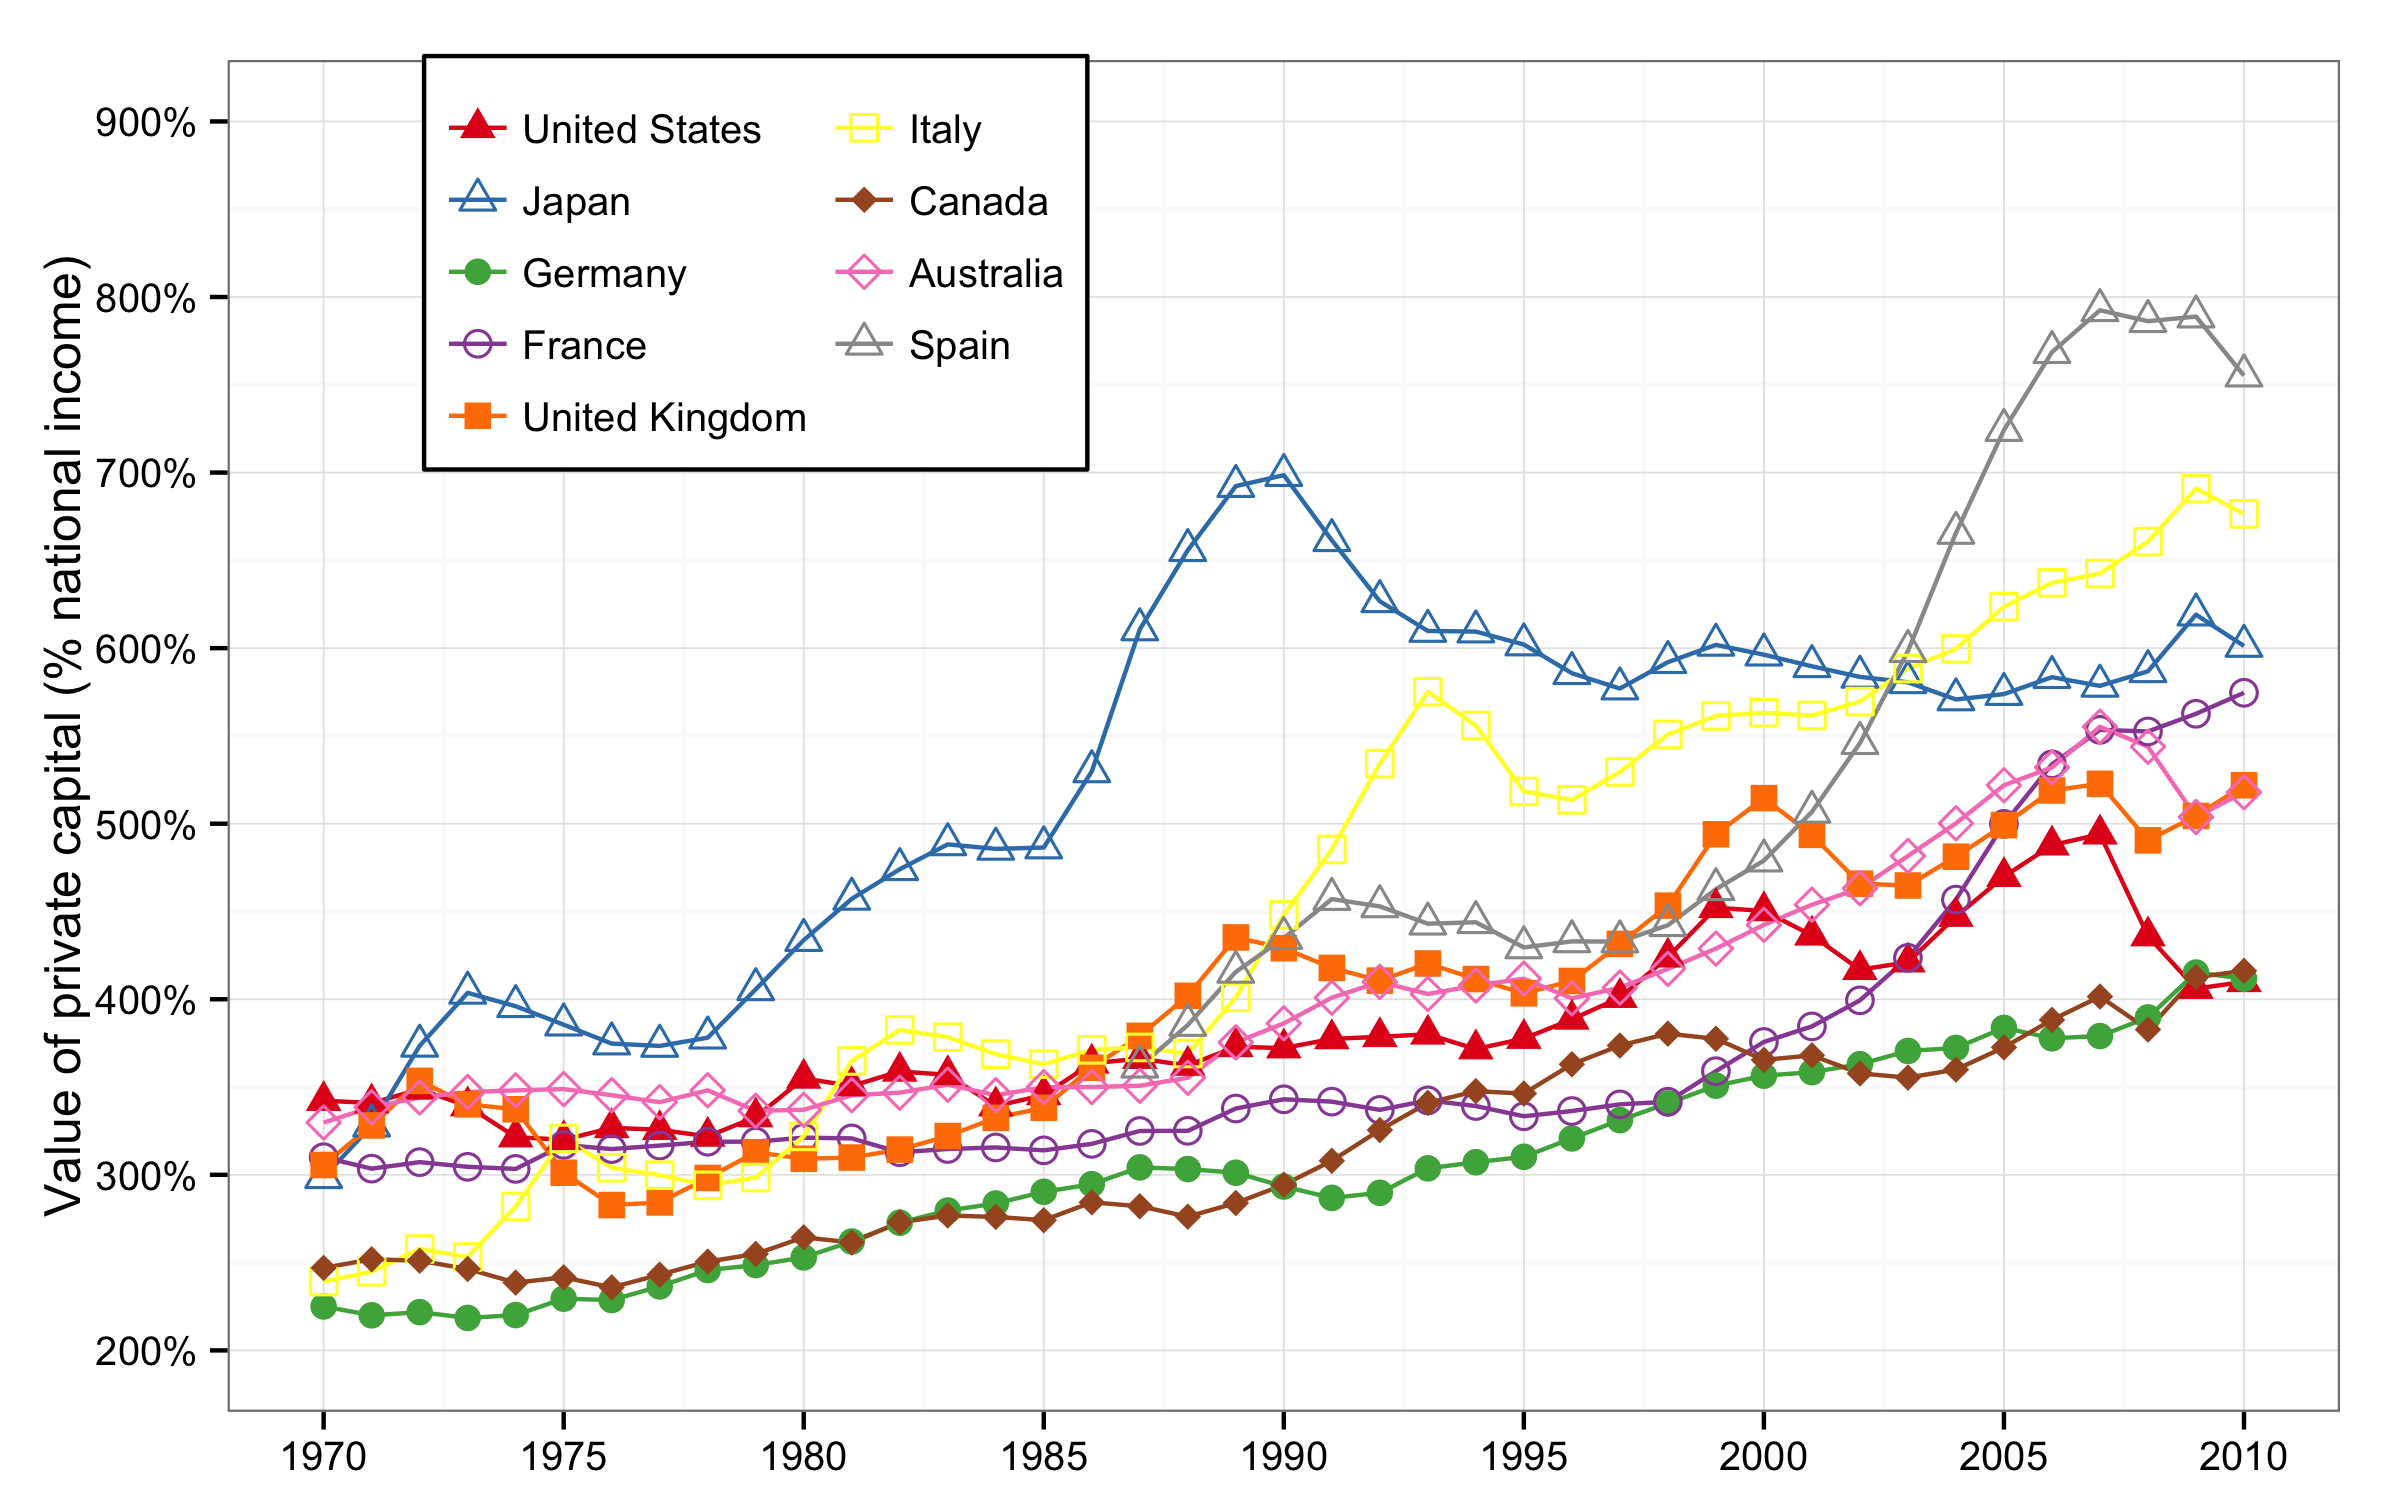 Value of private capital (% national income)
900%
800%
700%
600%
500%
400%
300%
200%
United States
Japan
Germany
France
United Kingdom
Italy
Canada
Australia
Spain
1970 1975 1980 1985 1990 1995 2000 2005 2010